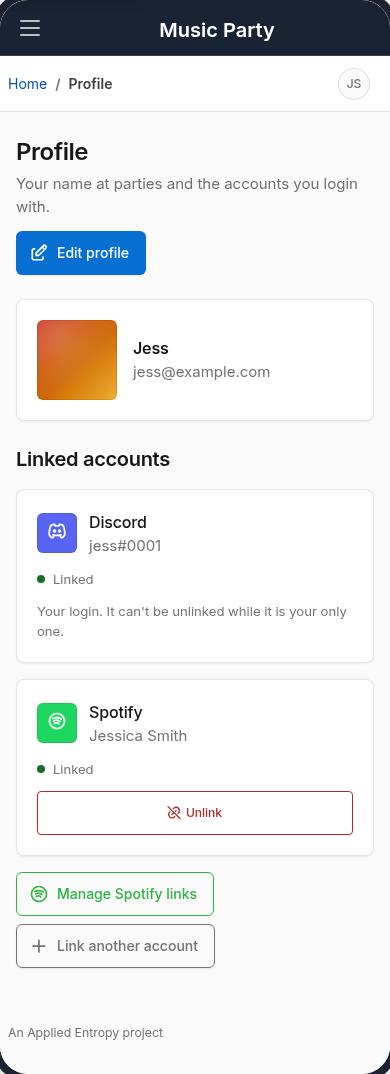 Music Party
Home / Profile
JS
Profile
Your name at parties and the accounts you login
with.
Edit profile
Jess
jess@example.com
Linked accounts
Discord
jess#0001
Linked
Your login. It can't be unlinked while it is your only
one.
Spotify
Jessica Smith
Linked
Unlink
Manage Spotify links
Link another account
An Applied Entropy project